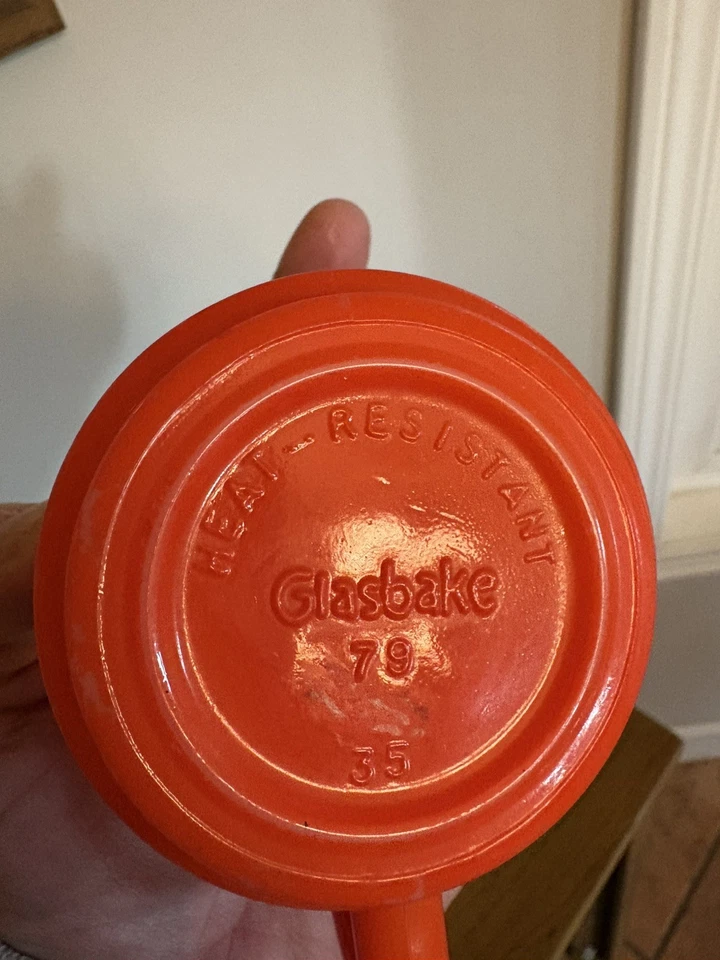 HEAT-RESISTANT
Glasbake
79
35